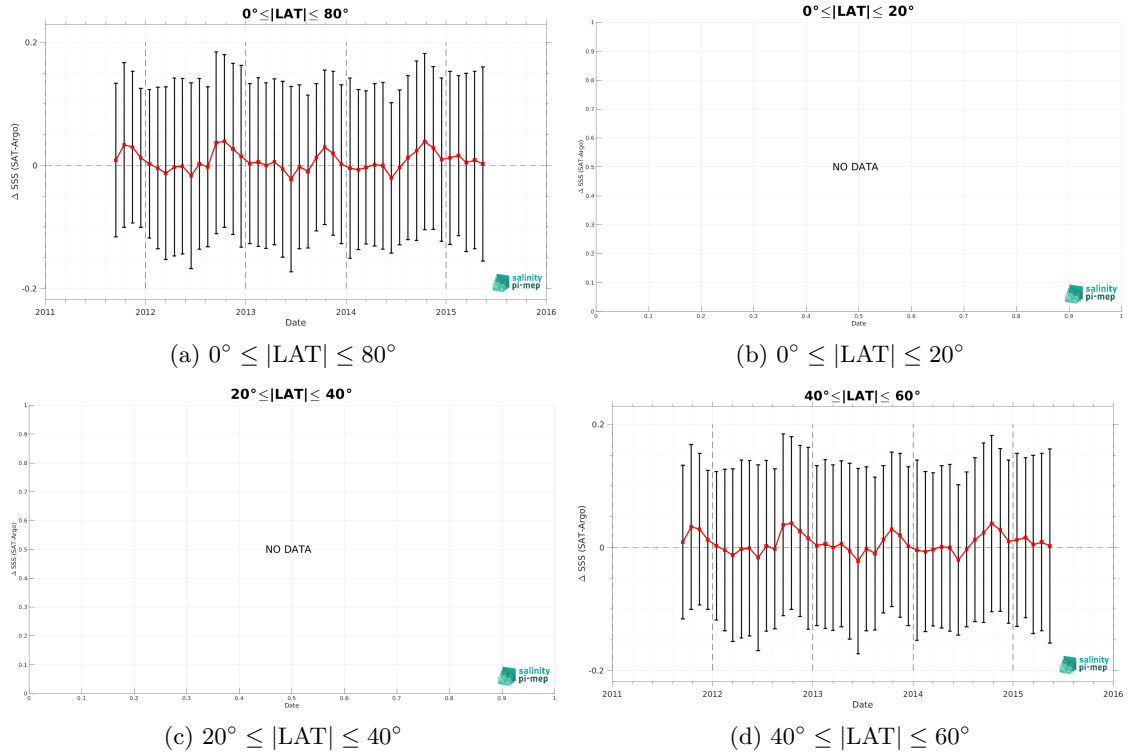 0°≤|LAT|≤ 80°
0.2
0
-0.2
Δ SSS (SAT-Argo)
2011 2012 2013 2014 2015 2016
Date
salinity
pi-mep
(a) 0° ≤ |LAT| ≤ 80°
0°≤|LAT|≤ 20°
1
0.9
0.8
0.7
0.6
0.5
0.4
0.3
0.2
0.1
0
Δ SSS (SAT-Argo)
NO DATA
0 0.1 0.2 0.3 0.4 0.5 0.6 0.7 0.8 0.9 1
Date
salinity
pi-mep
(b) 0° ≤ |LAT| ≤ 20°
20°≤|LAT|≤ 40°
1
0.9
0.8
0.7
0.6
0.5
0.4
0.3
0.2
0.1
0
Δ SSS (SAT-Argo)
NO DATA
0 0.1 0.2 0.3 0.4 0.5 0.6 0.7 0.8 0.9 1
Date
salinity
pi-mep
(c) 20° ≤ |LAT| ≤ 40°
40°≤|LAT|≤ 60°
0.2
0
-0.2
Δ SSS (SAT-Argo)
2011 2012 2013 2014 2015 2016
Date
salinity
pi-mep
(d) 40° ≤ |LAT| ≤ 60°